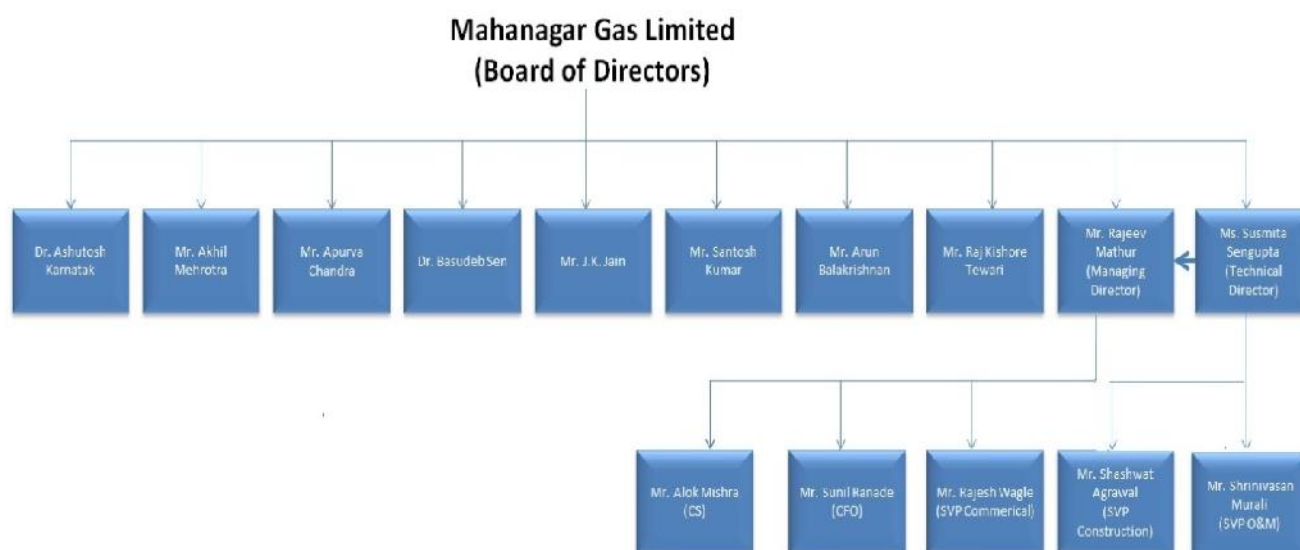 Mahanagar Gas Limited
(Board of Directors)
Dr. Ashutosh
Karnatak
Mr. Akhil
Mehrotra
Mr. Apurva
Chandra
Dr. Basudeb Sen
Mr. J.K. Jain
Mr. Santosh
Kumar
Mr. Arun
Balakrishnan
Mr. Raj Kishore
Tewari
Mr. Rajeev
Mathur
(Managing
Director)
Ms. Susmita
Sengupta
(Technical
Director)
Mr. Alok Mishra
(CS)
Mr. Sunil Ranade
(CFO)
Mr. Rajesh Wagle
(SVP Commerical)
Mr. Shashwat
Agrawal
(SVP
Construction)
Mr. Shrinivasan
Murali
(SVP O&M)